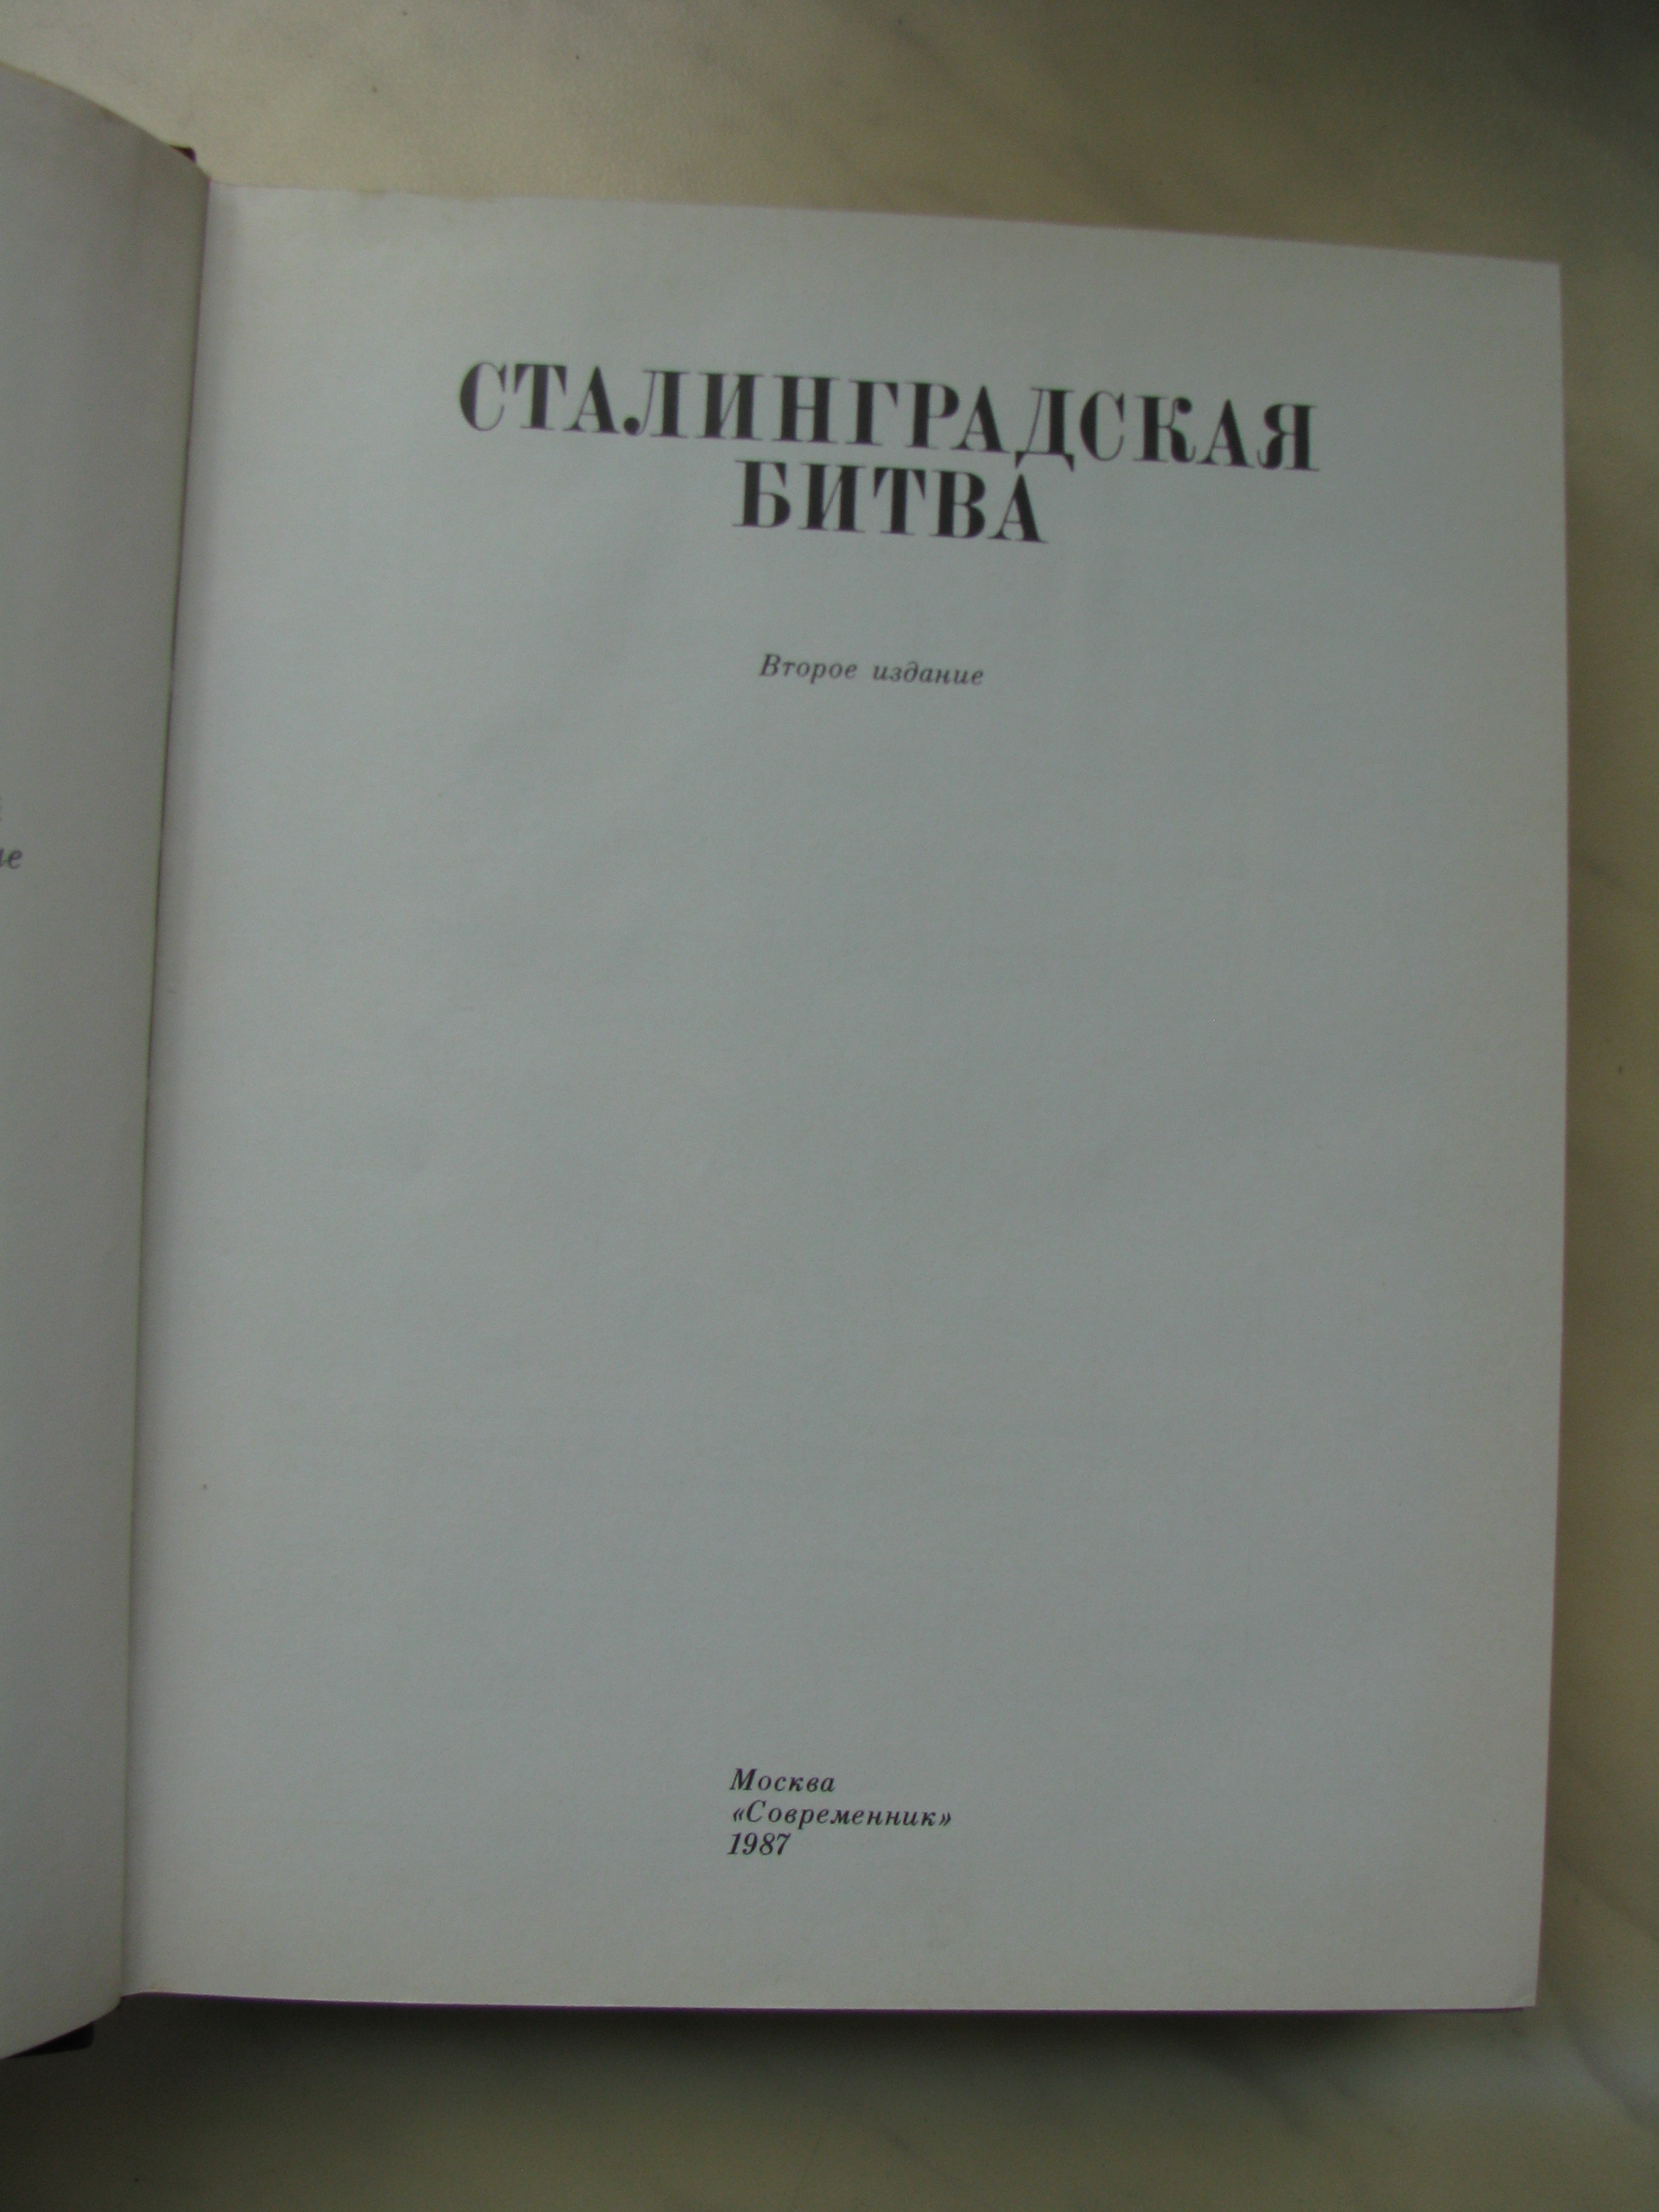 СТАЛИНГРАДСКАЯ
БИТВА
Второе издание
Москва
«Современник»
1987